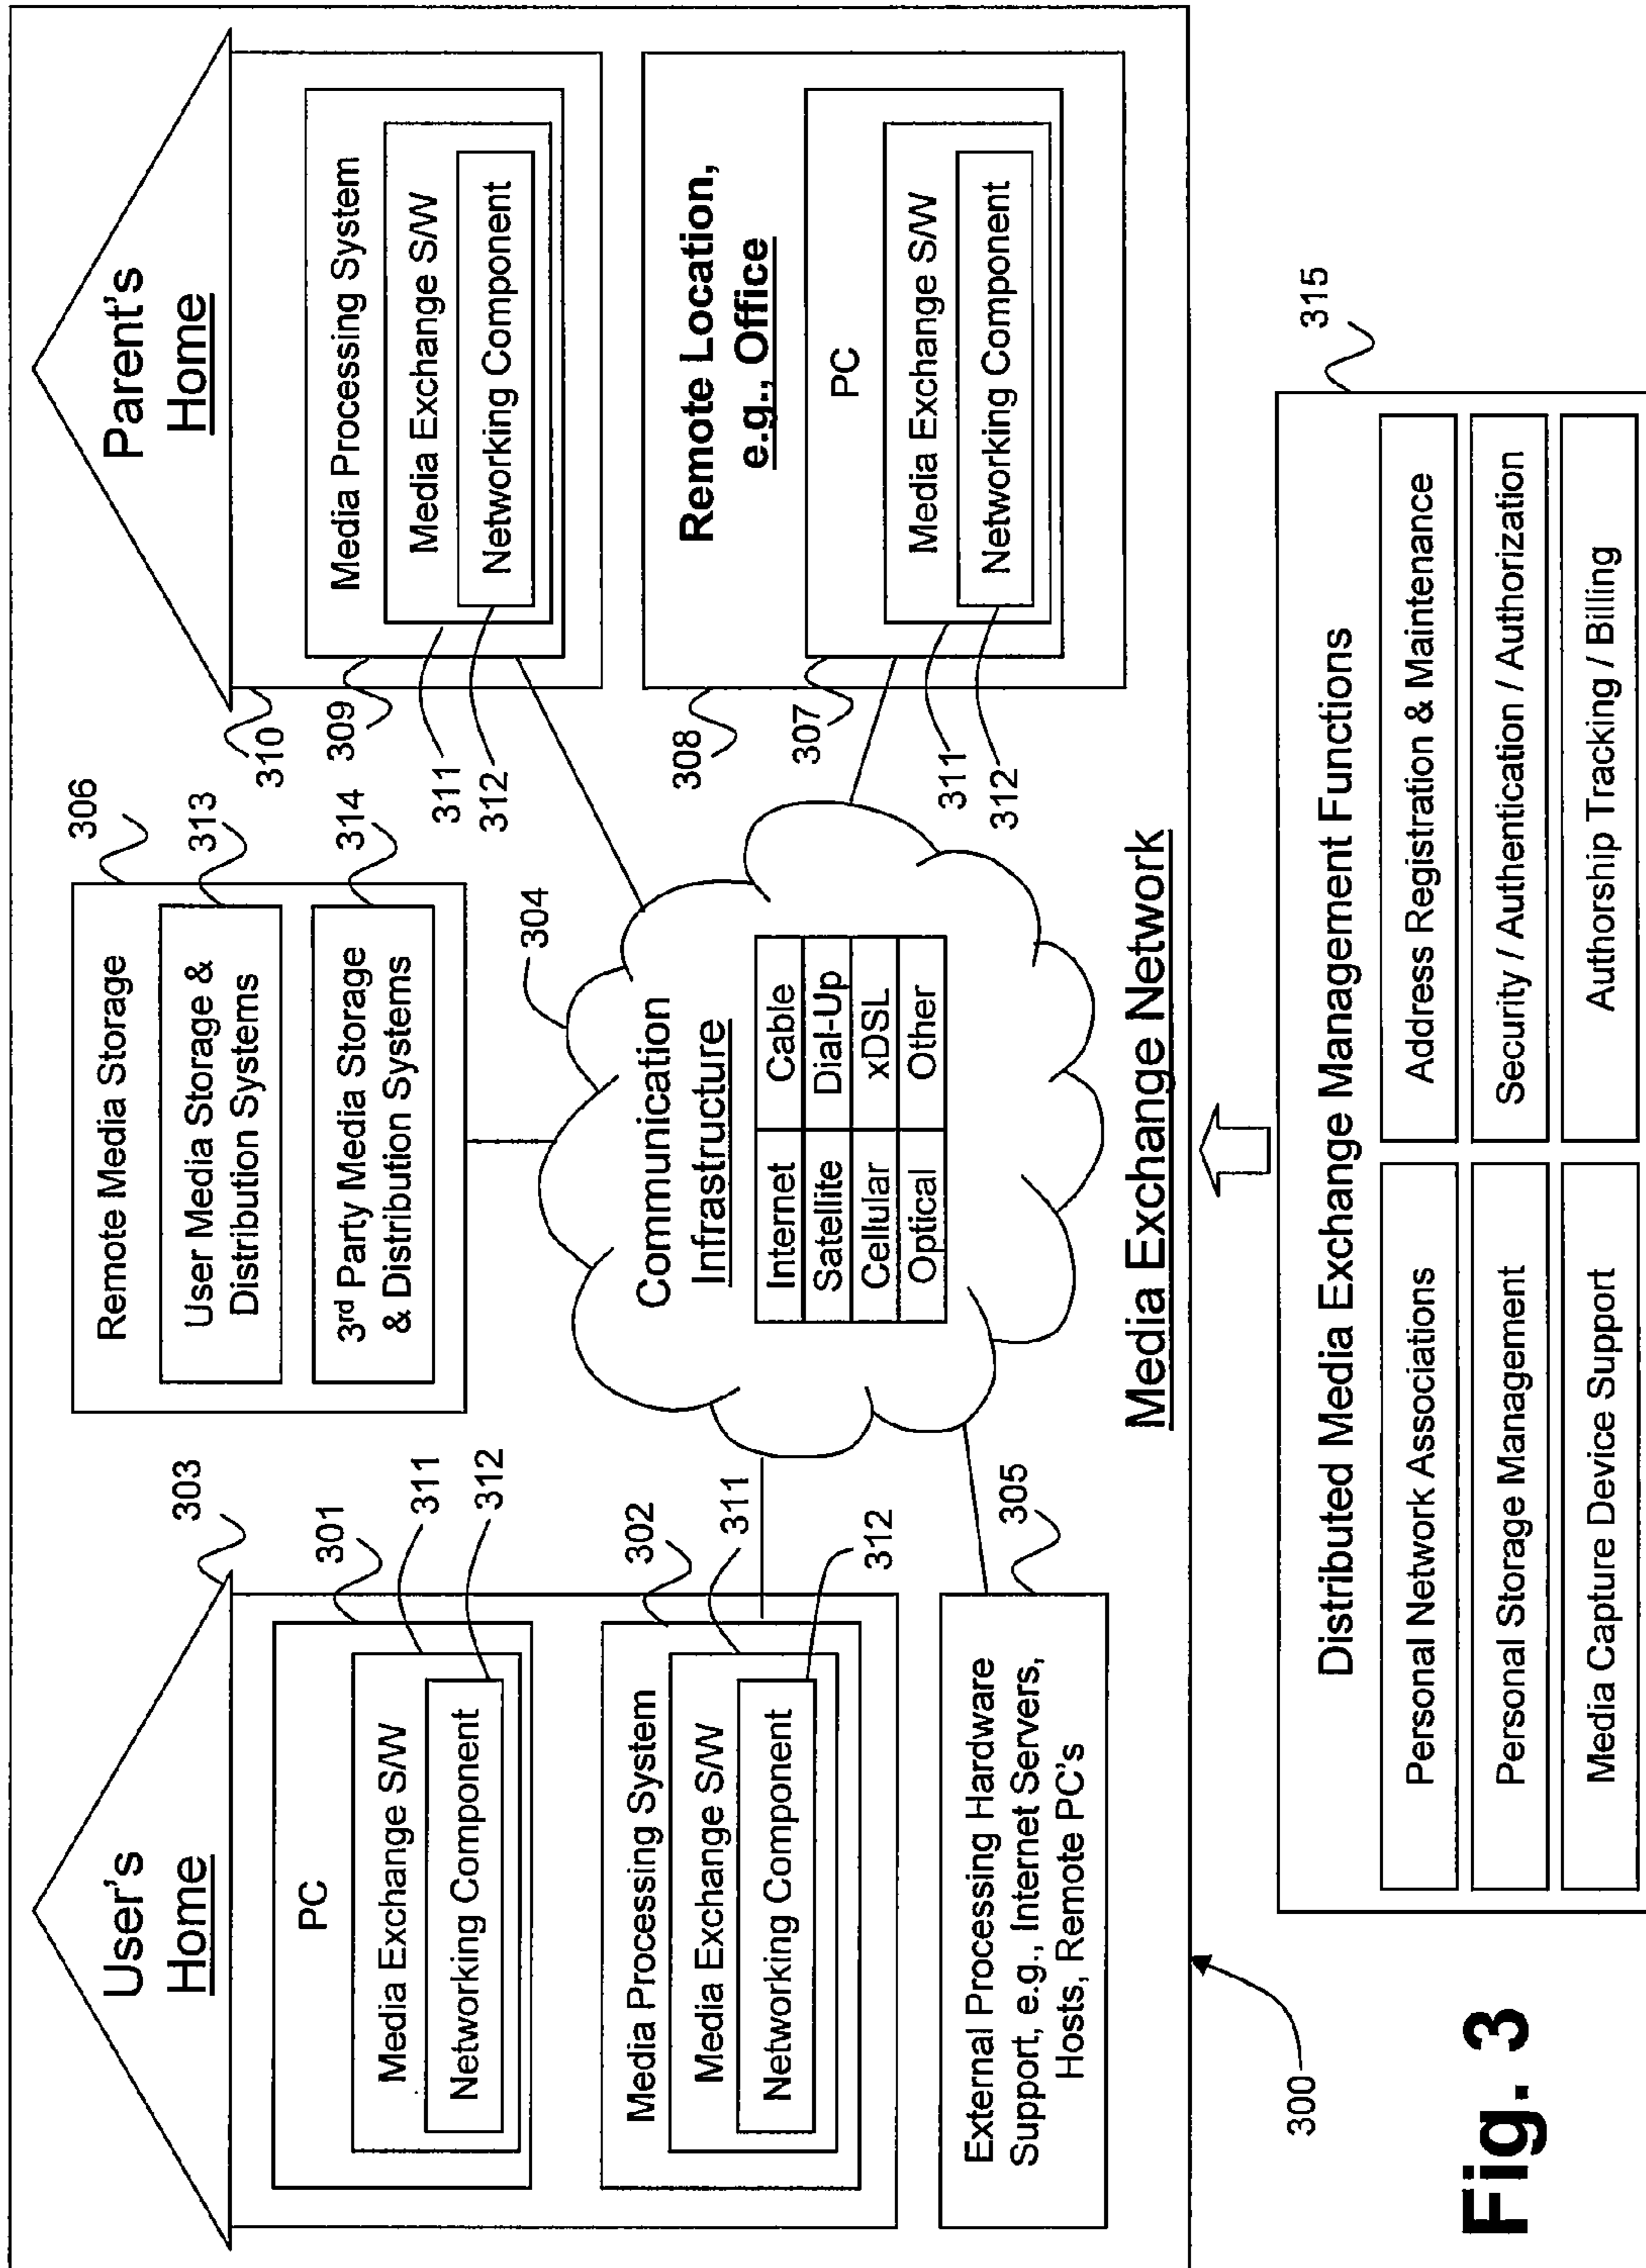 User's
Home
303
PC
301
Media Exchange S/W
311
Networking Component
312
Media Processing System
302
Media Exchange S/W
311
Networking Component
312
External Processing Hardware
Support, e.g., Internet Servers,
Hosts, Remote PC's
305
Remote Media Storage
306
User Media Storage &
Distribution Systems
313
3rd Party Media Storage
& Distribution Systems
314
304
Communication
Infrastructure
Internet Cable
Satellite Dial-Up
Cellular xDSL
Optical Other
Parent's
Home
310
Media Processing System
309
Media Exchange S/W
311
Networking Component
312
Remote Location,
e.g., Office
308
PC
307
Media Exchange S/W
311
Networking Component
312
Media Exchange Network
300
315
Distributed Media Exchange Management Functions
Personal Network Associations
Address Registration & Maintenance
Personal Storage Management
Security / Authentication / Authorization
Media Capture Device Support
Authorship Tracking / Billing
Fig. 3